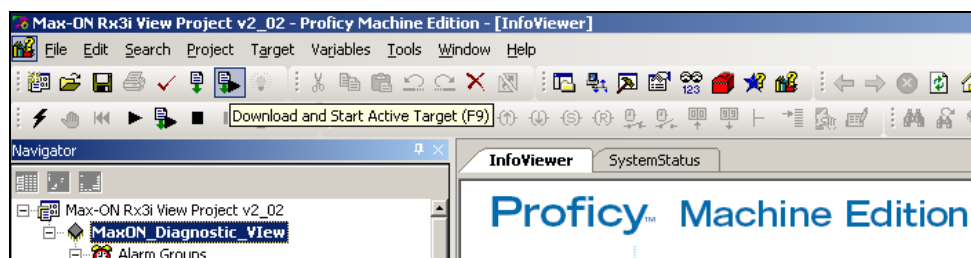 Max-ON Rx3i View Project v2_02 - Proficy Machine Edition - [InfoViewer]
File Edit Search Project Target Variables Tools Window Help
123
Download and Start Active Target (F9)
Navigator
InfoViewer SystemStatus
Max-ON Rx3i View Project v2_02
Proficy™ Machine Edition
MaxON_Diagnostic_VIew
Alarm Groups